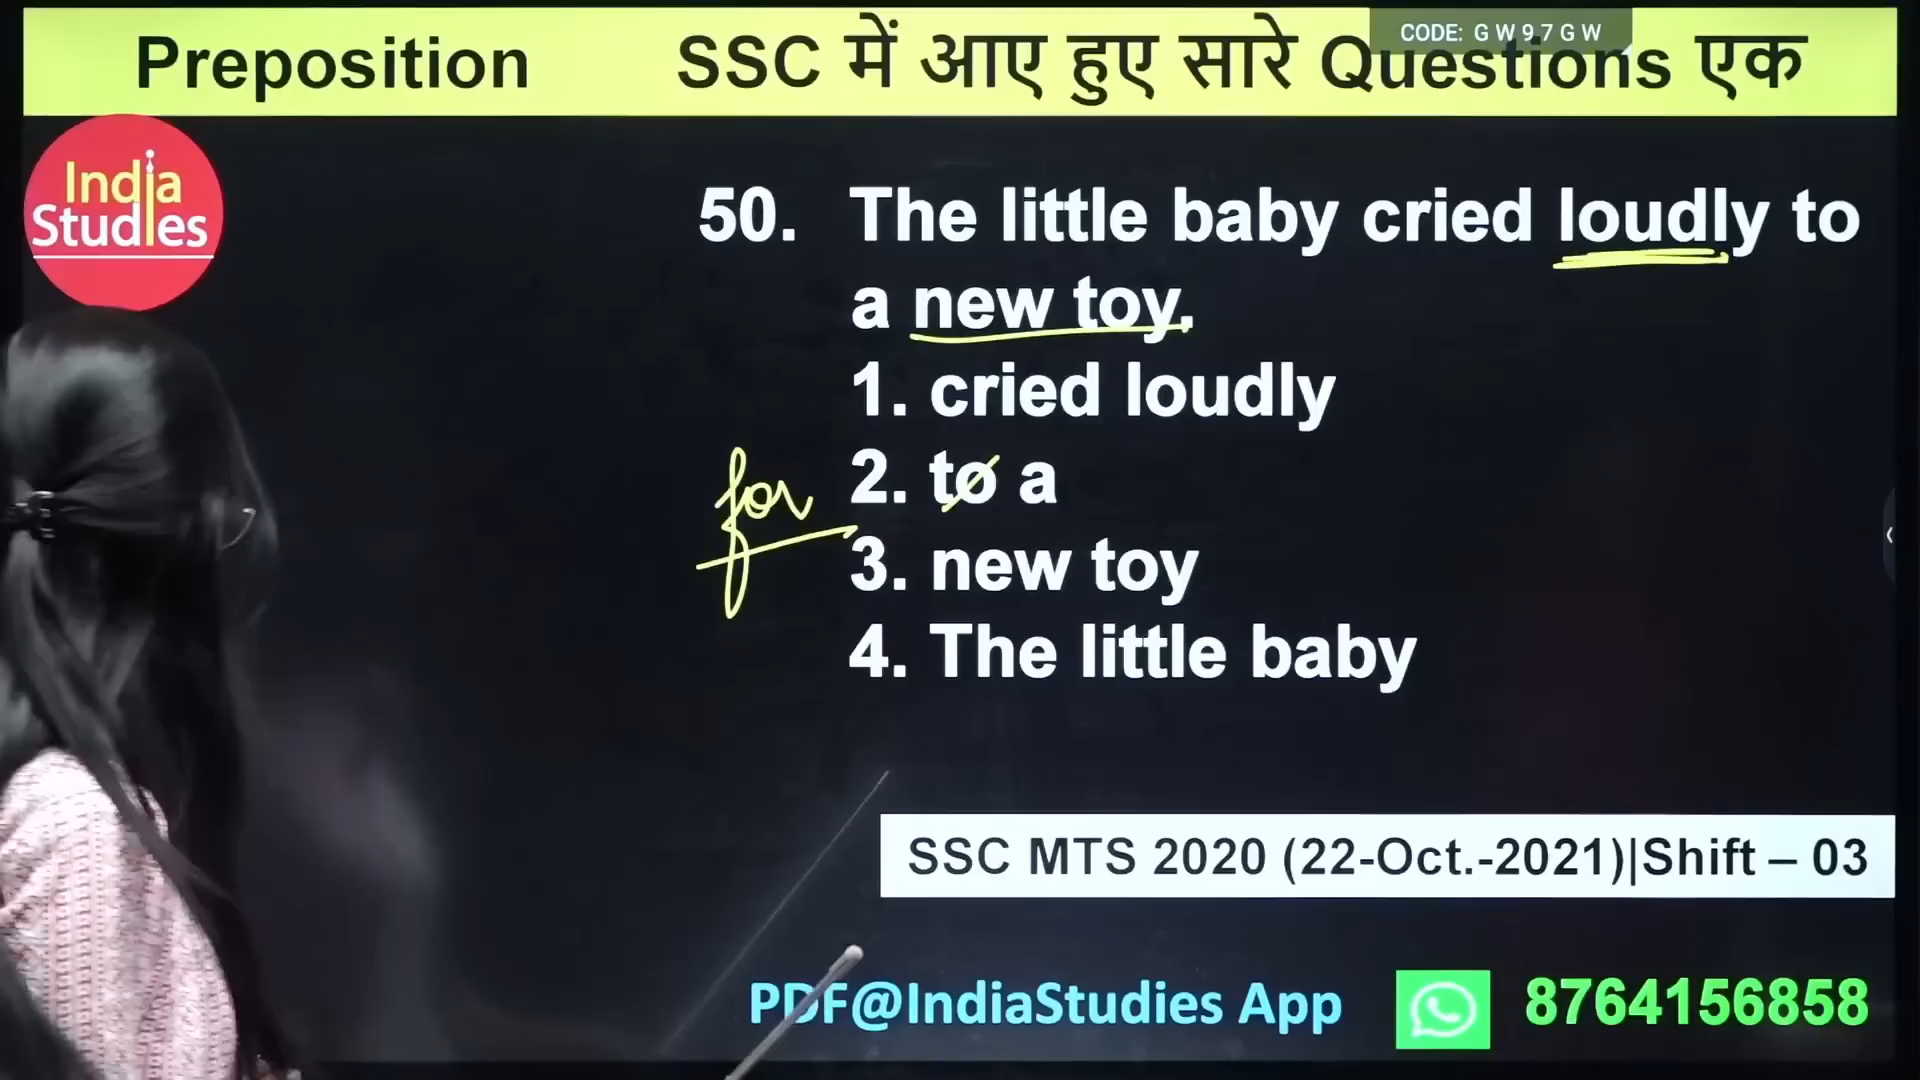 Preposition SSC में आए हुए सारे Questions एक
CODE: G W 9 7 G W
India
Studies
50. The little baby cried loudly to
a new toy.
1. cried loudly
for
2. to a
3. new toy
4. The little baby
SSC MTS 2020 (22-Oct.-2021)|Shift – 03
PDF@IndiaStudies App 8764156858